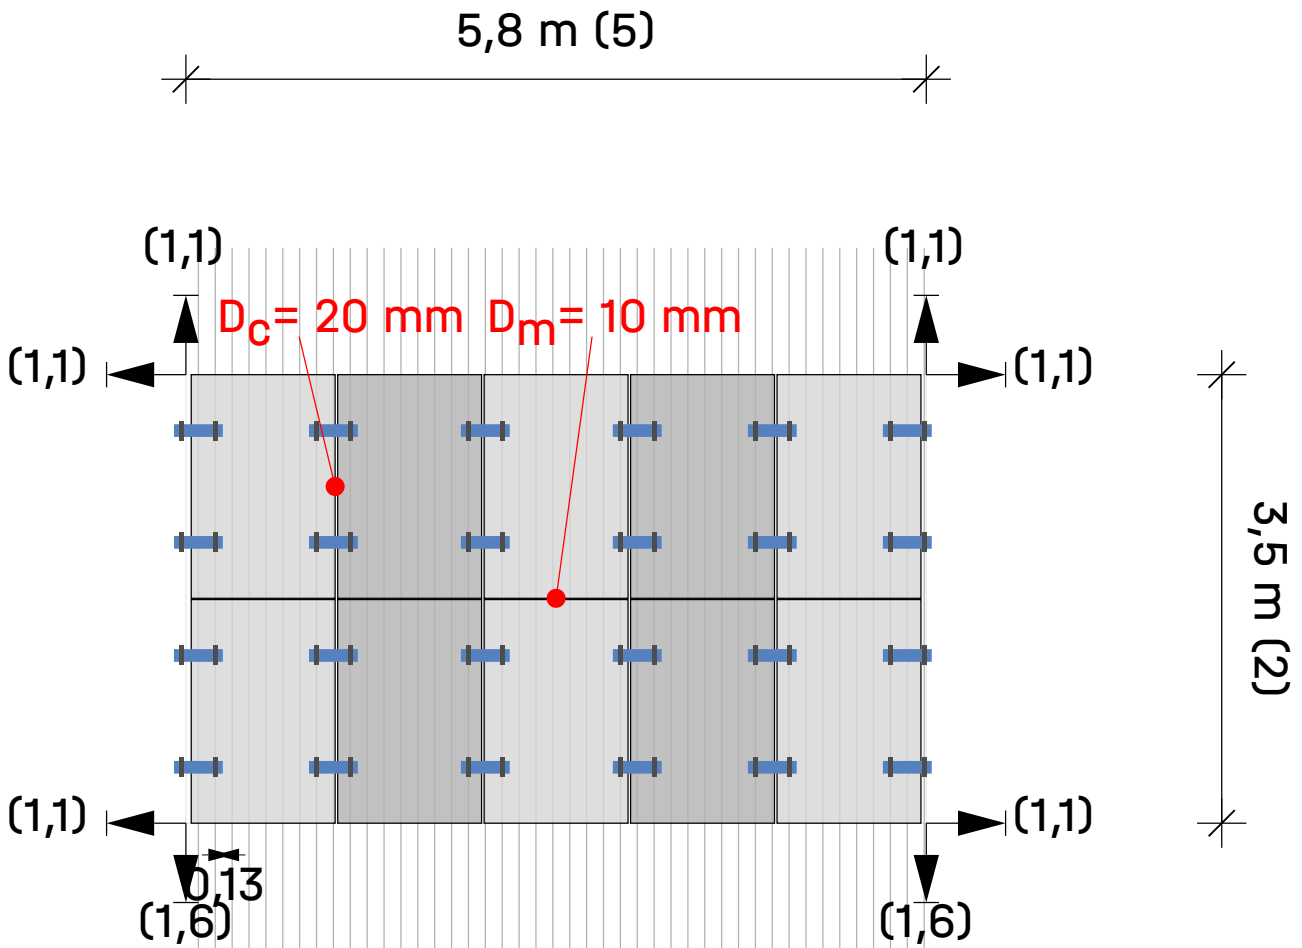 5,8 m (5)
(1,1)
(1,1)
Dc= 20 mm
Dm= 10 mm
(1,1)
(1,1)
3,5 m (2)
(1,1)
(1,1)
0,13
(1,6)
(1,6)